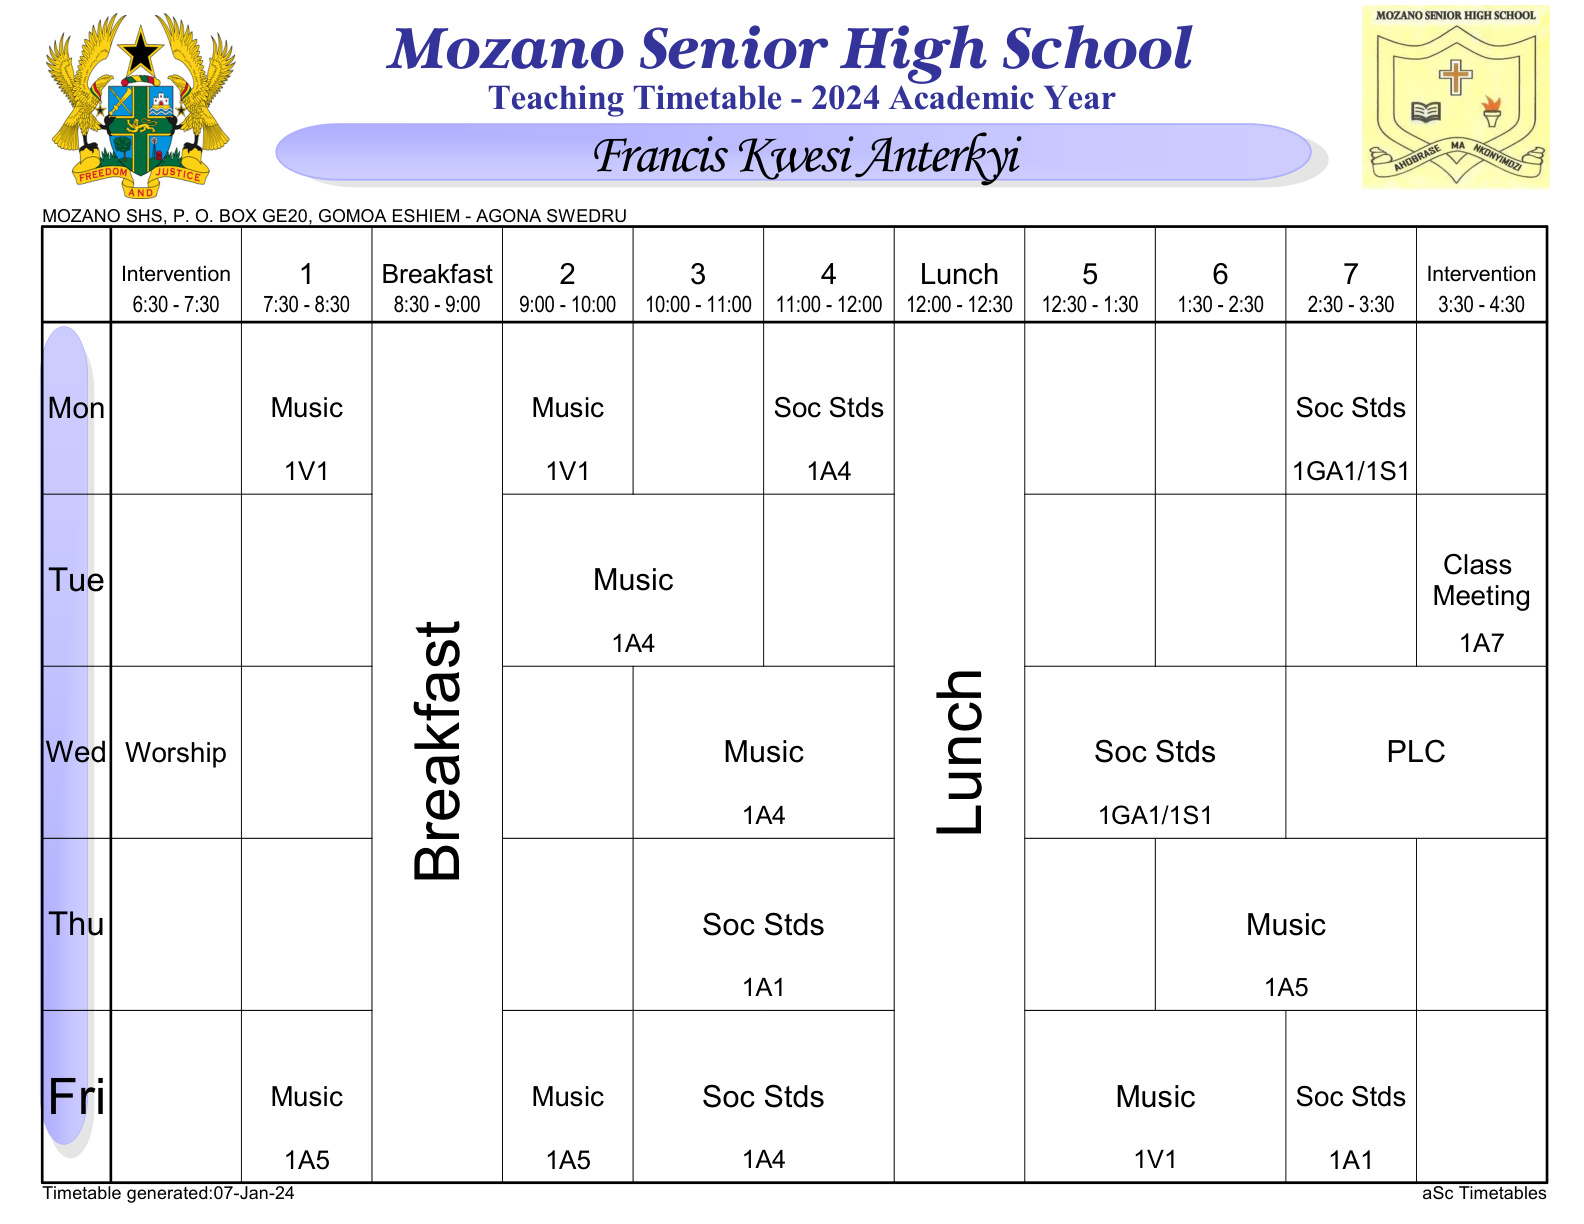 Mozano Senior High School
Teaching Timetable - 2024 Academic Year
Francis Kwesi Anterkyi
FREEDOM AND JUSTICE
MOZANO SENIOR HIGH SCHOOL
AHOBRASE MA NKONYIMDZI
MOZANO SHS, P. O. BOX GE20, GOMOA ESHIEM - AGONA SWEDRU
Intervention 1 Breakfast 2 3 4 Lunch 5 6 7 Intervention
6:30 - 7:30 7:30 - 8:30 8:30 - 9:00 9:00 - 10:00 10:00 - 11:00 11:00 - 12:00 12:00 - 12:30 12:30 - 1:30 1:30 - 2:30 2:30 - 3:30 3:30 - 4:30
Mon Music Music Soc Stds Soc Stds
1V1 1V1 1A4 1GA1/1S1
Tue Music Class Meeting
1A4 1A7
Breakfast
Lunch
Wed Worship Music Soc Stds PLC
1A4 1GA1/1S1
Thu Soc Stds Music
1A1 1A5
Fri Music Music Soc Stds Music Soc Stds
1A5 1A5 1A4 1V1 1A1
Timetable generated:07-Jan-24 aSc Timetables